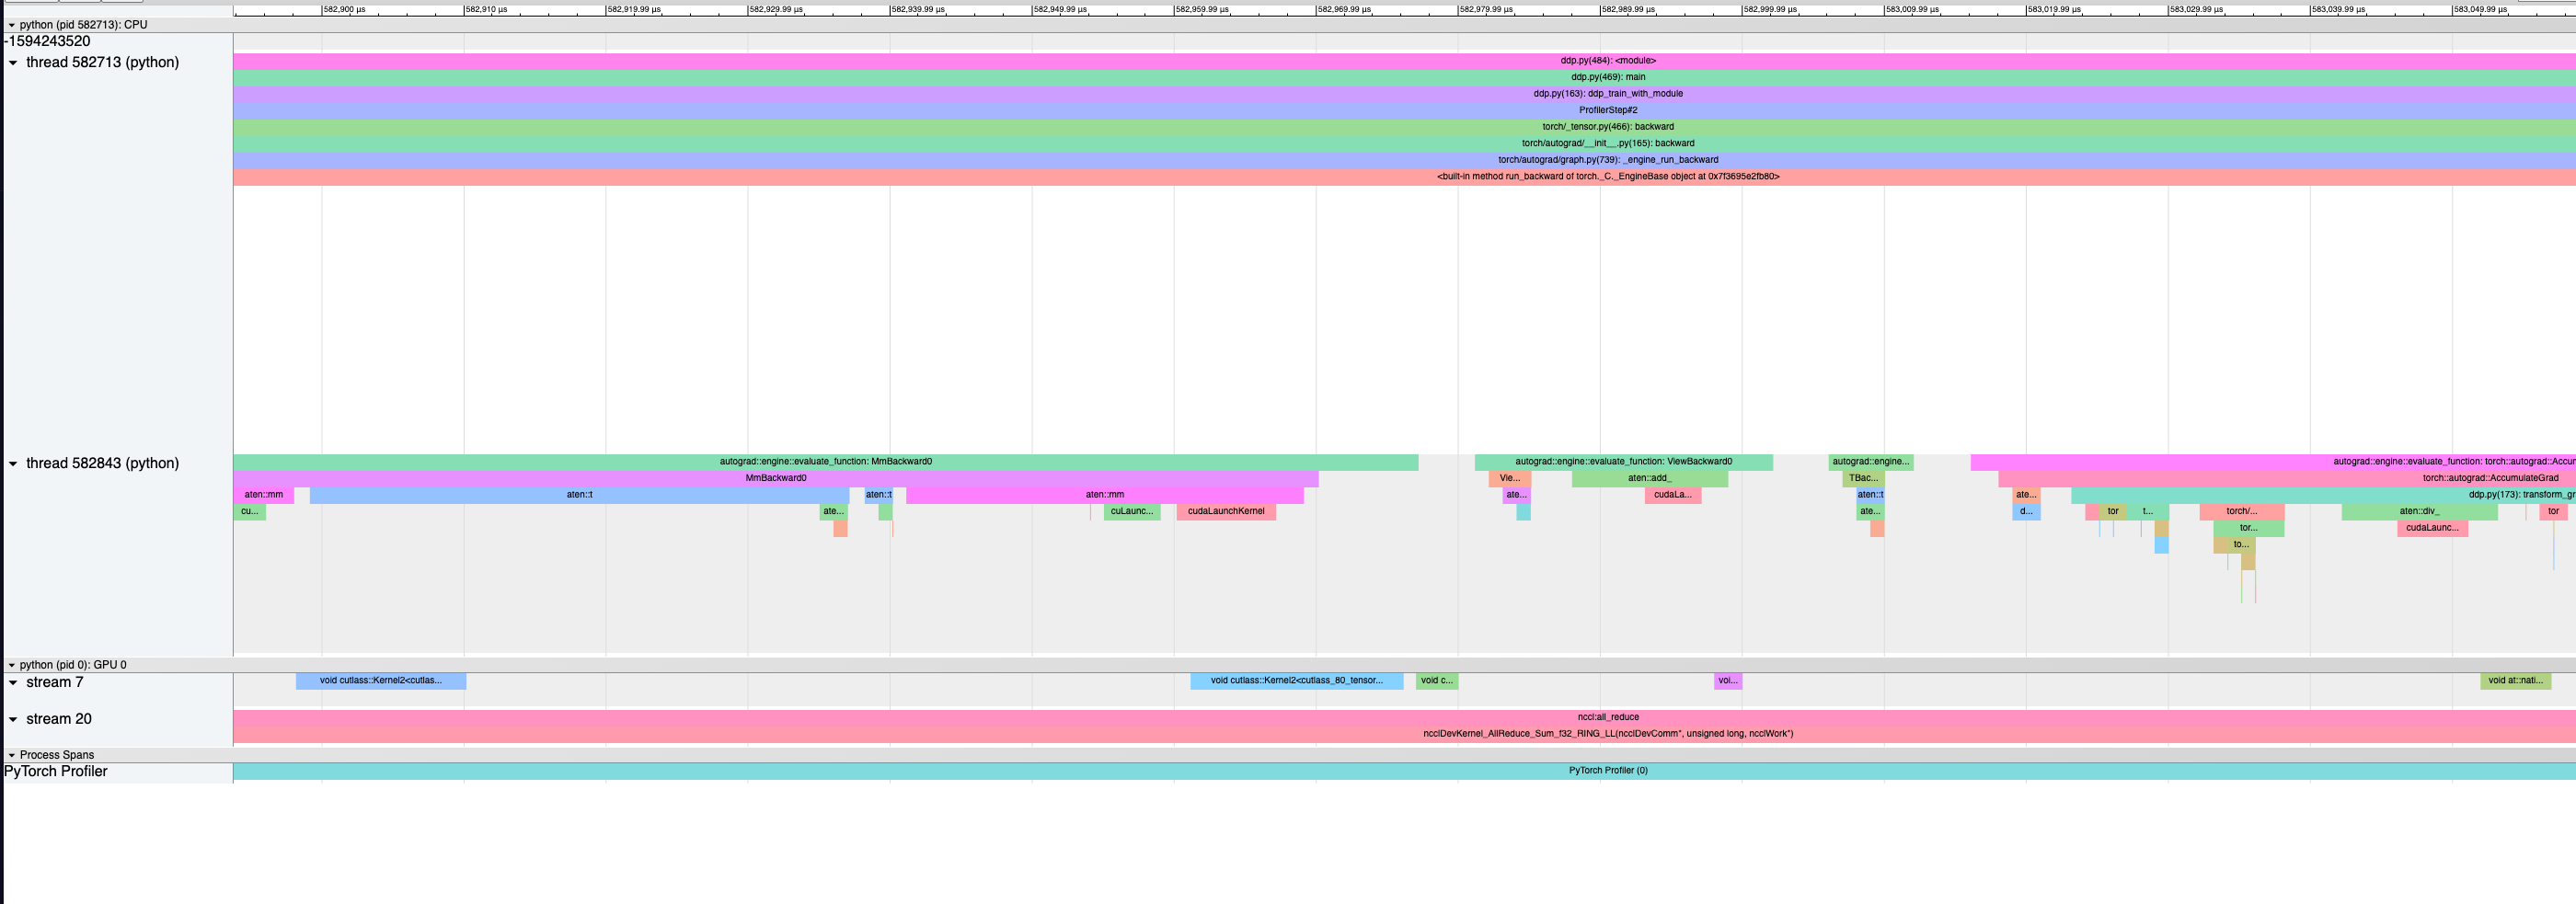 582,900 µs 582,910 µs 582,919.99 µs 582,929.99 µs 582,939.99 µs 582,949.99 µs 582,959.99 µs 582,969.99 µs 582,979.99 µs 582,989.99 µs 582,999.99 µs 583,009.99 µs 583,019.99 µs 583,029.99 µs 583,039.99 µs 583,049.99 µs
python (pid 582713): CPU
-1594243520
thread 582713 (python)
ddp.py(484): <module>
ddp.py(469): main
ddp.py(163): ddp_train_with_module
ProfilerStep#2
torch/_tensor.py(466): backward
torch/autograd/__init__.py(165): backward
torch/autograd/graph.py(739): _engine_run_backward
<built-in method run_backward of torch._C._EngineBase object at 0x7f3695e2fb80>
thread 582843 (python)
autograd::engine::evaluate_function: MmBackward0 autograd::engine::evaluate_function: ViewBackward0 autograd::engine... autograd::engine::evaluate_function: torch::autograd::Accur
MmBackward0 Vie... aten::add_ TBac... torch::autograd::AccumulateGrad
aten::mm aten::t aten::t aten::mm ate... cudaLa... aten::t ate... ddp.py(173): transform_gr
cu... ate... cuLaunc... cudaLaunchKernel ate... d... tor t... torch/... aten::div_ tor
tor... cudaLaunc...
to...
python (pid 0): GPU 0
stream 7
void cutlass::Kernel2<cutlas... void cutlass::Kernel2<cutlass_80_tensor... void c... voi... void at::nati...
stream 20
nccl:all_reduce
ncclDevKernel_AllReduce_Sum_f32_RING_LL(ncclDevComm*, unsigned long, ncclWork*)
Process Spans
PyTorch Profiler
PyTorch Profiler (0)